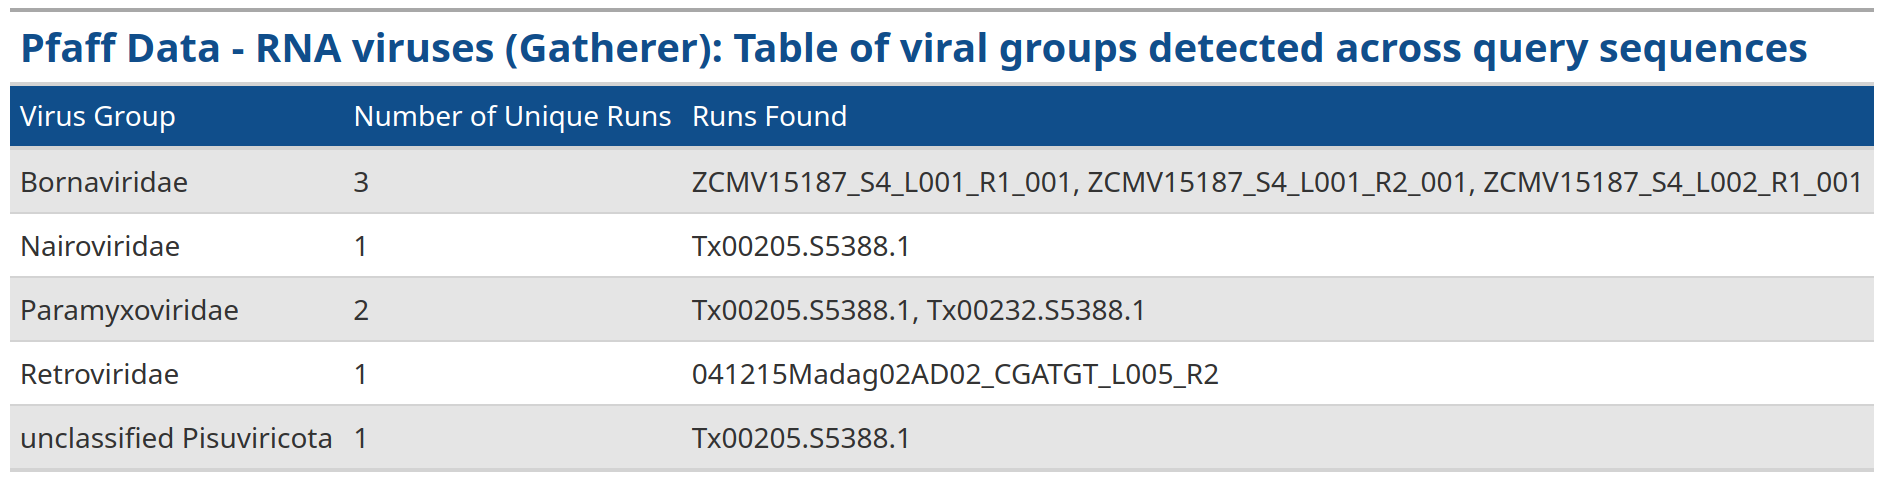 Pfaff Data - RNA viruses (Gatherer): Table of viral groups detected across query sequences
Virus Group Number of Unique Runs Runs Found
Bornaviridae 3 ZCMV15187_S4_L001_R1_001, ZCMV15187_S4_L001_R2_001, ZCMV15187_S4_L002_R1_001
Nairoviridae 1 Tx00205.S5388.1
Paramyxoviridae 2 Tx00205.S5388.1, Tx00232.S5388.1
Retroviridae 1 041215Madag02AD02_CGATGT_L005_R2
unclassified Pisuviricota 1 Tx00205.S5388.1